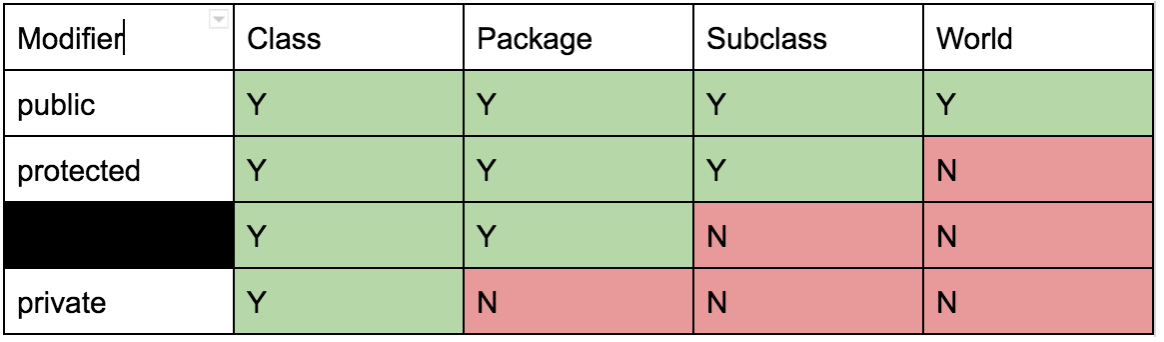 Modifier Class Package Subclass World
public Y Y Y Y
protected Y Y Y N
Y Y N N
private Y N N N